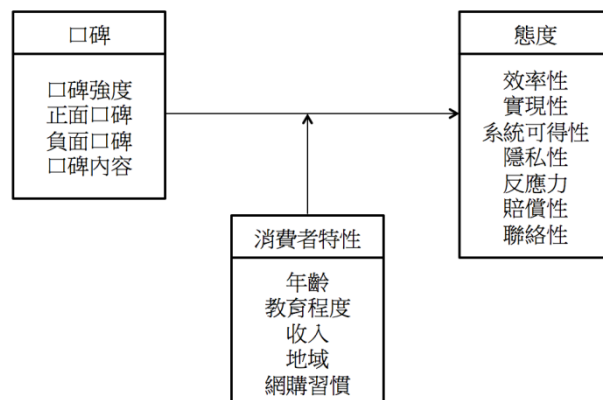 口碑
口碑強度
正面口碑
負面口碑
口碑內容
態度
效率性
實現性
系統可得性
隱私性
反應力
賠償性
聯絡性
消費者特性
年齡
教育程度
收入
地域
網購習慣